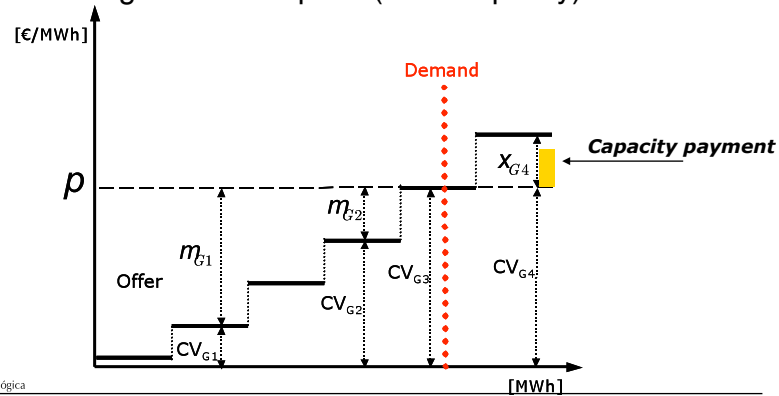 [€/MWh]
Demand
Capacity payment
x_G4
p
m_G2
m_G1
Offer
CV_G3
CV_G4
CV_G2
CV_G1
[MWh]
ógica